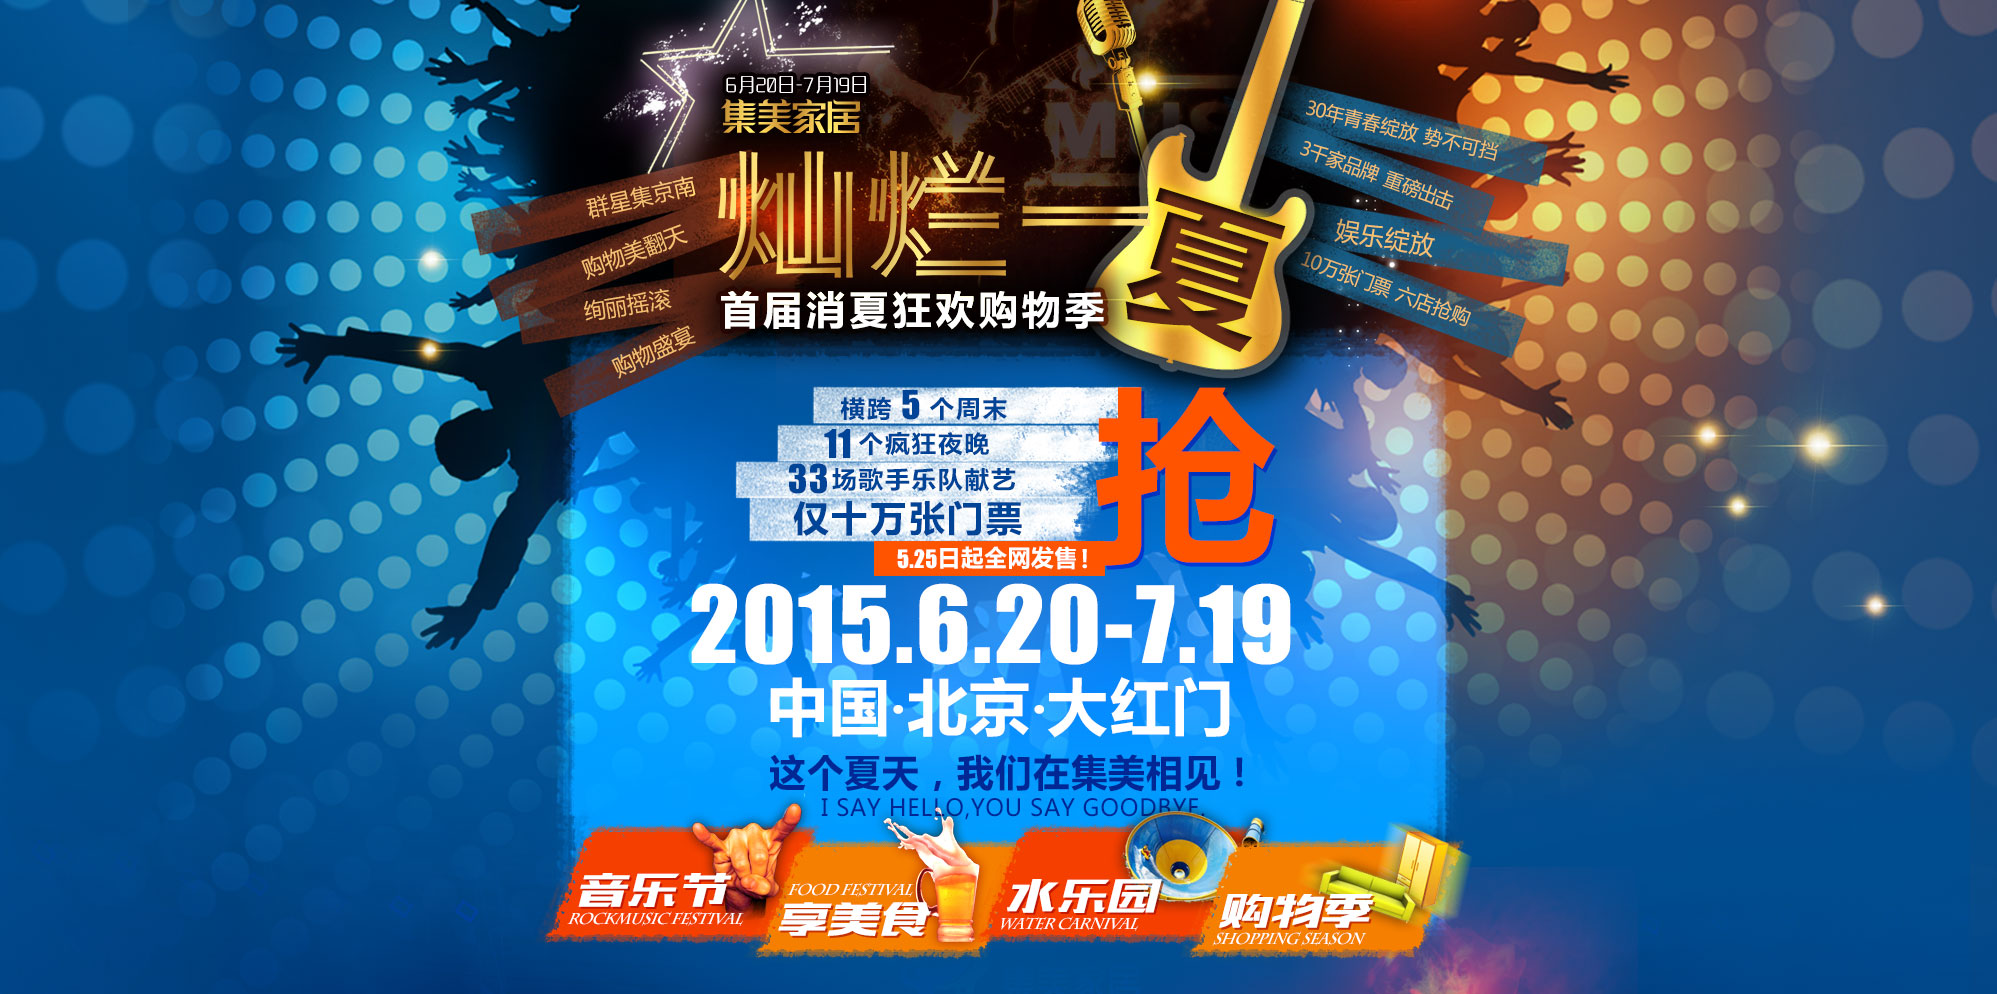 6月20日-7月19日
集美家居
灿烂一夏
首届消夏狂欢购物季
群星集京南
购物美翻天
绚丽摇滚
购物盛宴
30年青春绽放 势不可挡
3千家品牌 重磅出击
娱乐绽放
10万张门票 六店抢购
横跨 5 个周末
11个疯狂夜晚
33场歌手乐队献艺
仅十万张门票
抢
5.25日起全网发售！
2015.6.20-7.19
中国·北京·大红门
这个夏天，我们在集美相见！
I SAY HELLO,YOU SAY GOODBYE
音乐节
ROCKMUSIC FESTIVAL
FOOD FESTIVAL
享美食
水乐园
WATER CARNIVAL
购物季
SHOPPING SEASON